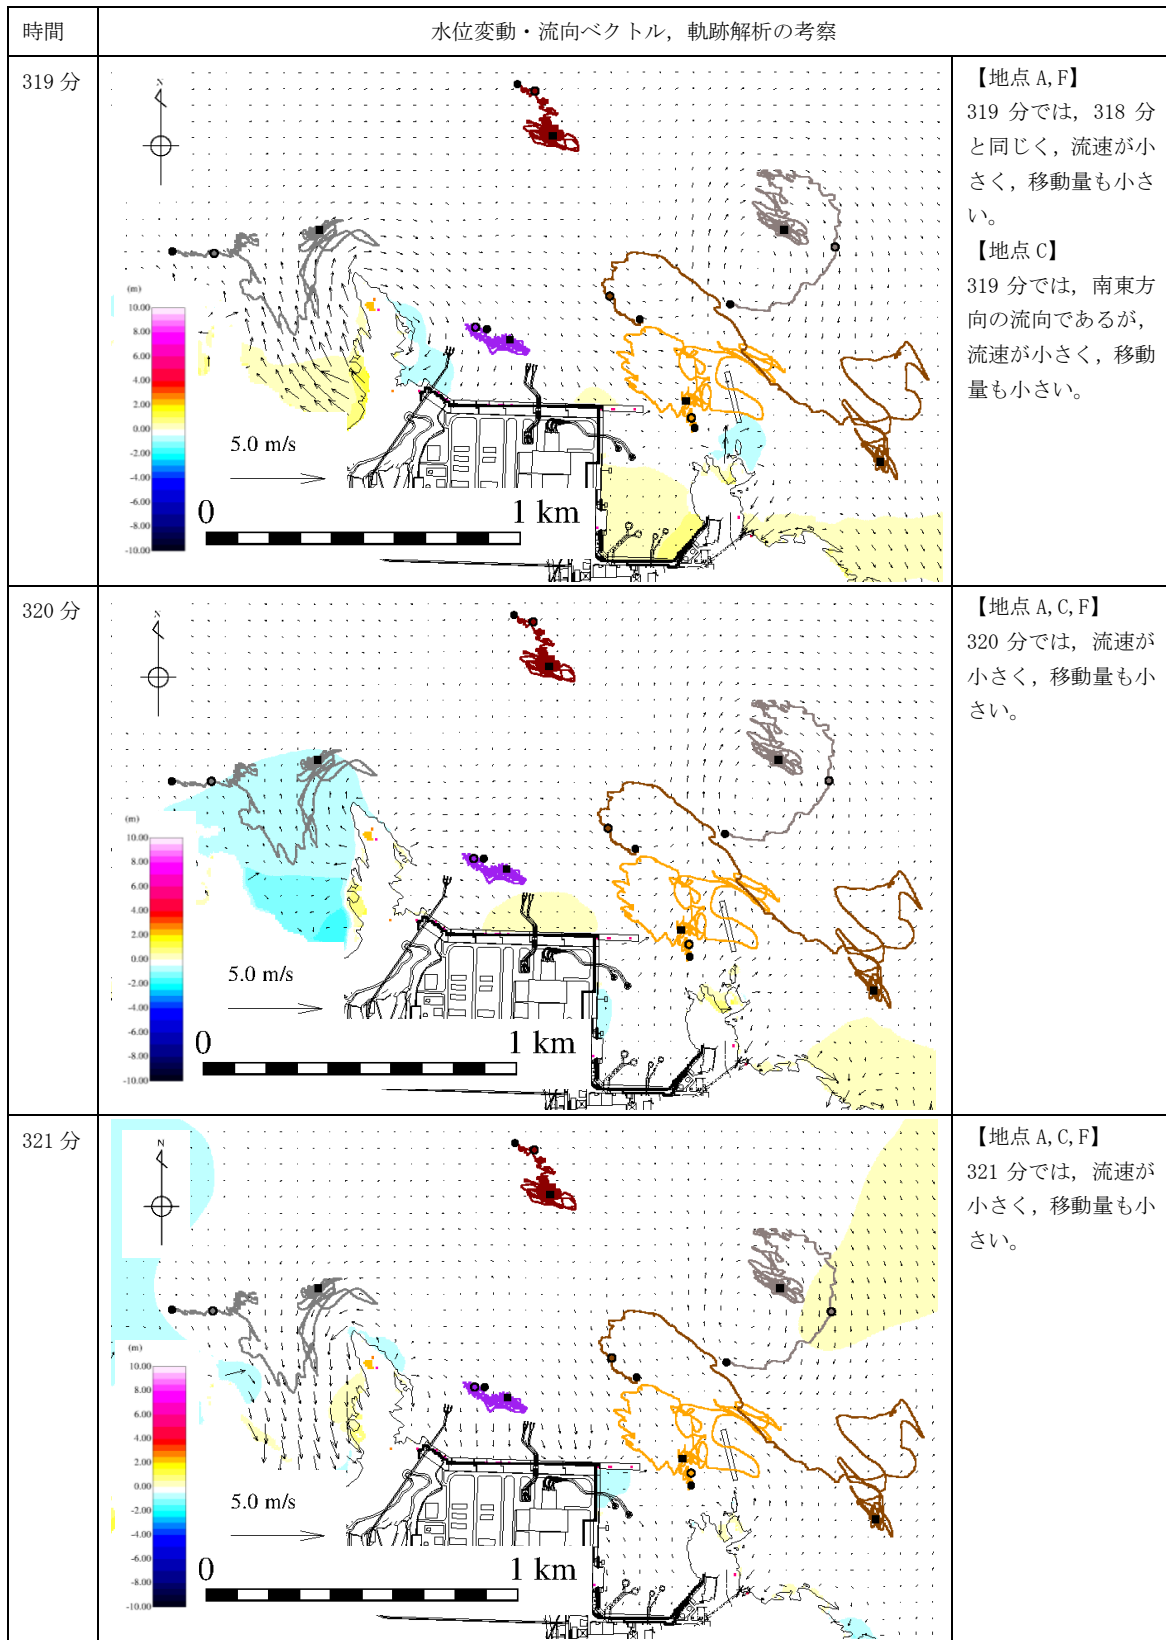 時間
水位変動・流向ベクトル，軌跡解析の考察
319 分
N
(m)
10.00
8.00
6.00
4.00
2.00
0.00
-2.00
-4.00
-6.00
-8.00
-10.00
5.0 m/s
0
1 km
【地点 A,F】
319 分では，318 分
と同じく，流速が小
さく，移動量も小さ
い。
【地点 C】
319 分では，南東方
向の流向であるが，
流速が小さく，移動
量も小さい。
320 分
N
(m)
10.00
8.00
6.00
4.00
2.00
0.00
-2.00
-4.00
-6.00
-8.00
-10.00
5.0 m/s
0
1 km
【地点 A,C,F】
320 分では，流速が
小さく，移動量も小
さい。
321 分
N
(m)
10.00
8.00
6.00
4.00
2.00
0.00
-2.00
-4.00
-6.00
-8.00
-10.00
5.0 m/s
0
1 km
【地点 A,C,F】
321 分では，流速が
小さく，移動量も小
さい。